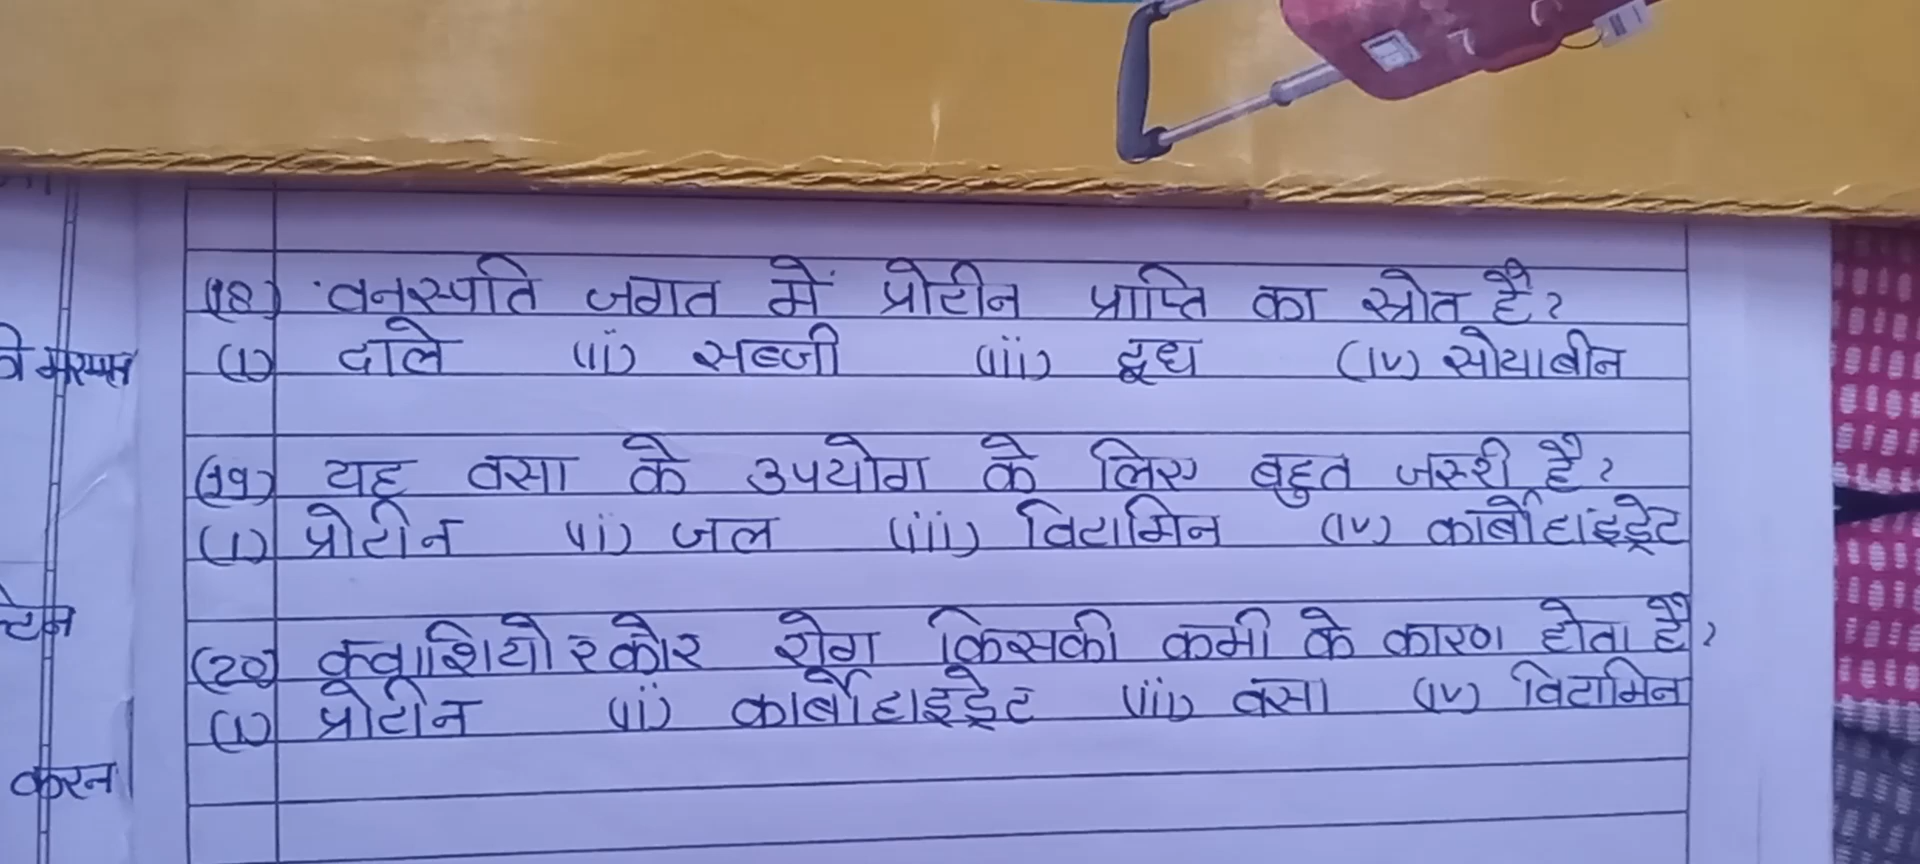 (18) वनस्पति जगत में प्रोटीन प्राप्ति का स्रोत है?
(i) दाले (ii) सब्जी (iii) दूध (iv) सोयाबीन
(19) यह वसा के उपयोग के लिए बहुत जरुरी है?
(i) प्रोटीन (ii) जल (iii) विटामिन (iv) कार्बोहाइड्रेट
(20) क्वाशियोरकोर रोग किसकी कमी के कारण होता है?
(i) प्रोटीन (ii) कार्बोहाइड्रेट (iii) वसा (iv) विटामिन
करन